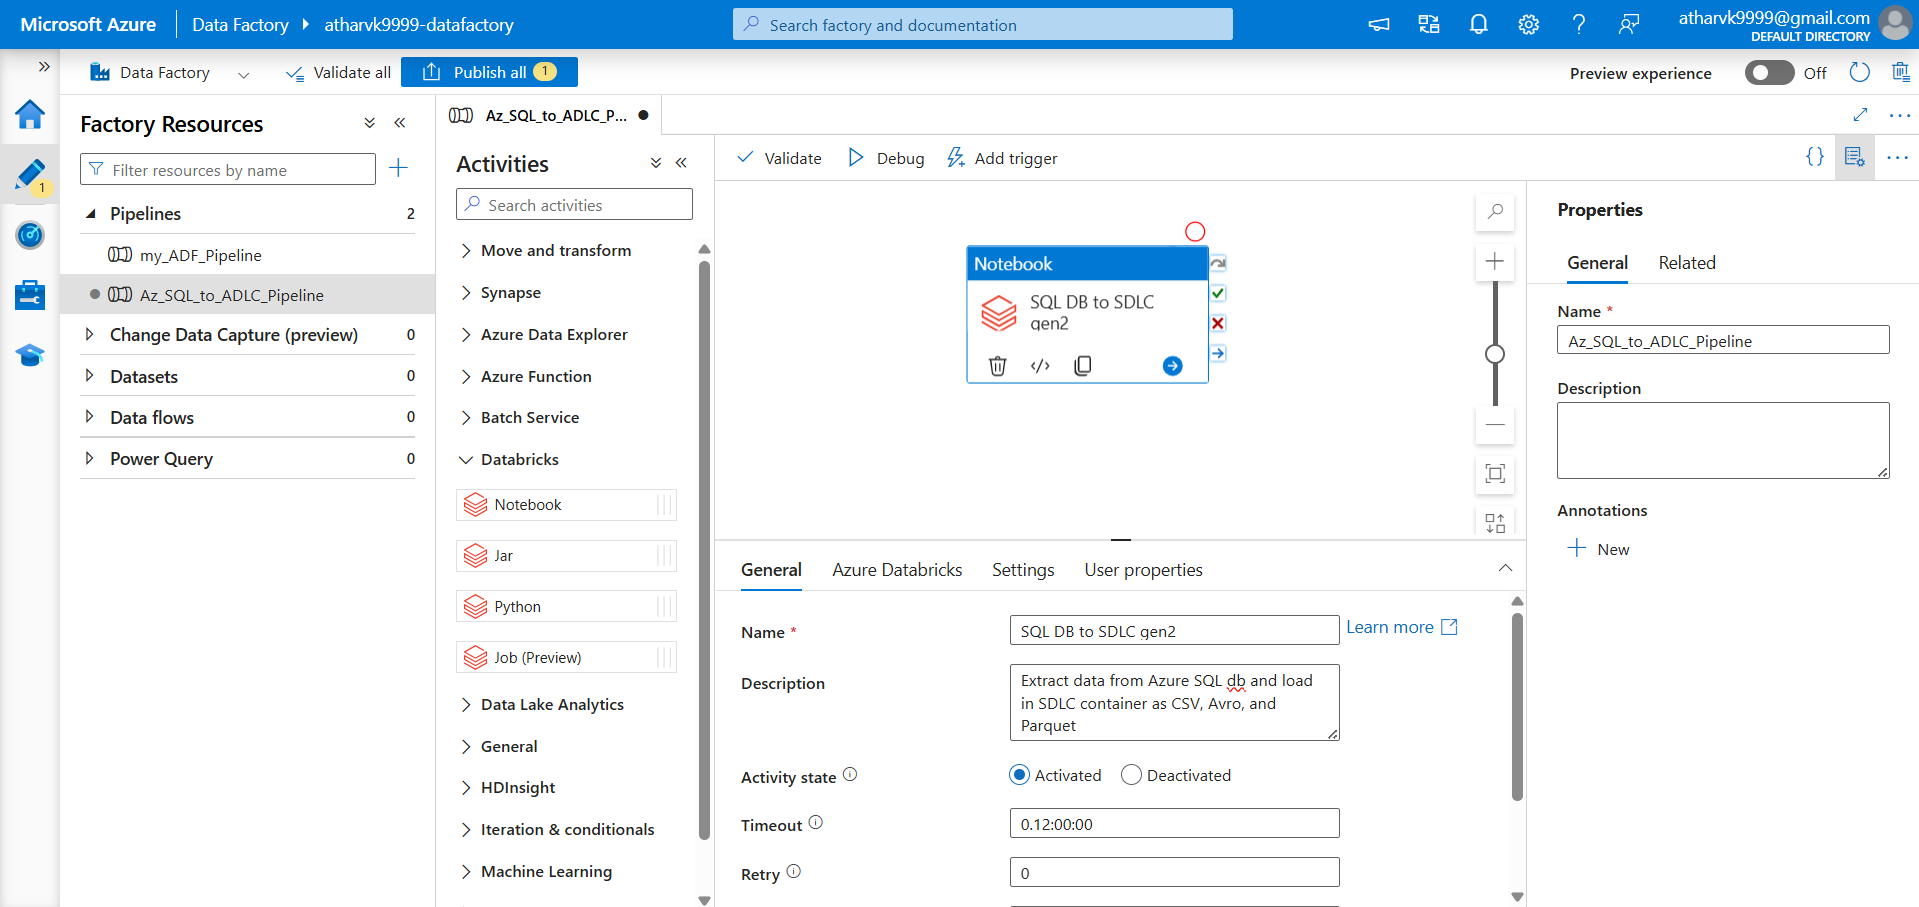 Microsoft Azure
Data Factory
atharvk9999-datafactory
Search factory and documentation
atharvk9999@gmail.com
DEFAULT DIRECTORY
Data Factory
Validate all
Publish all
1
Preview experience
Off
1
Factory Resources
Filter resources by name
Pipelines
2
my_ADF_Pipeline
Az_SQL_to_ADLC_Pipeline
Change Data Capture (preview)
0
Datasets
0
Data flows
0
Power Query
0
Az_SQL_to_ADLC_P...
Activities
Search activities
Move and transform
Synapse
Azure Data Explorer
Azure Function
Batch Service
Databricks
Notebook
Jar
Python
Job (Preview)
Data Lake Analytics
General
HDInsight
Iteration & conditionals
Machine Learning
Validate
Debug
Add trigger
Notebook
SQL DB to SDLC
gen2
General
Azure Databricks
Settings
User properties
Name *
SQL DB to SDLC gen2
Learn more
Description
Extract data from Azure SQL db and load
in SDLC container as CSV, Avro, and
Parquet
Activity state
Activated
Deactivated
Timeout
0.12:00:00
Retry
0
Properties
General
Related
Name *
Az_SQL_to_ADLC_Pipeline
Description
Annotations
New